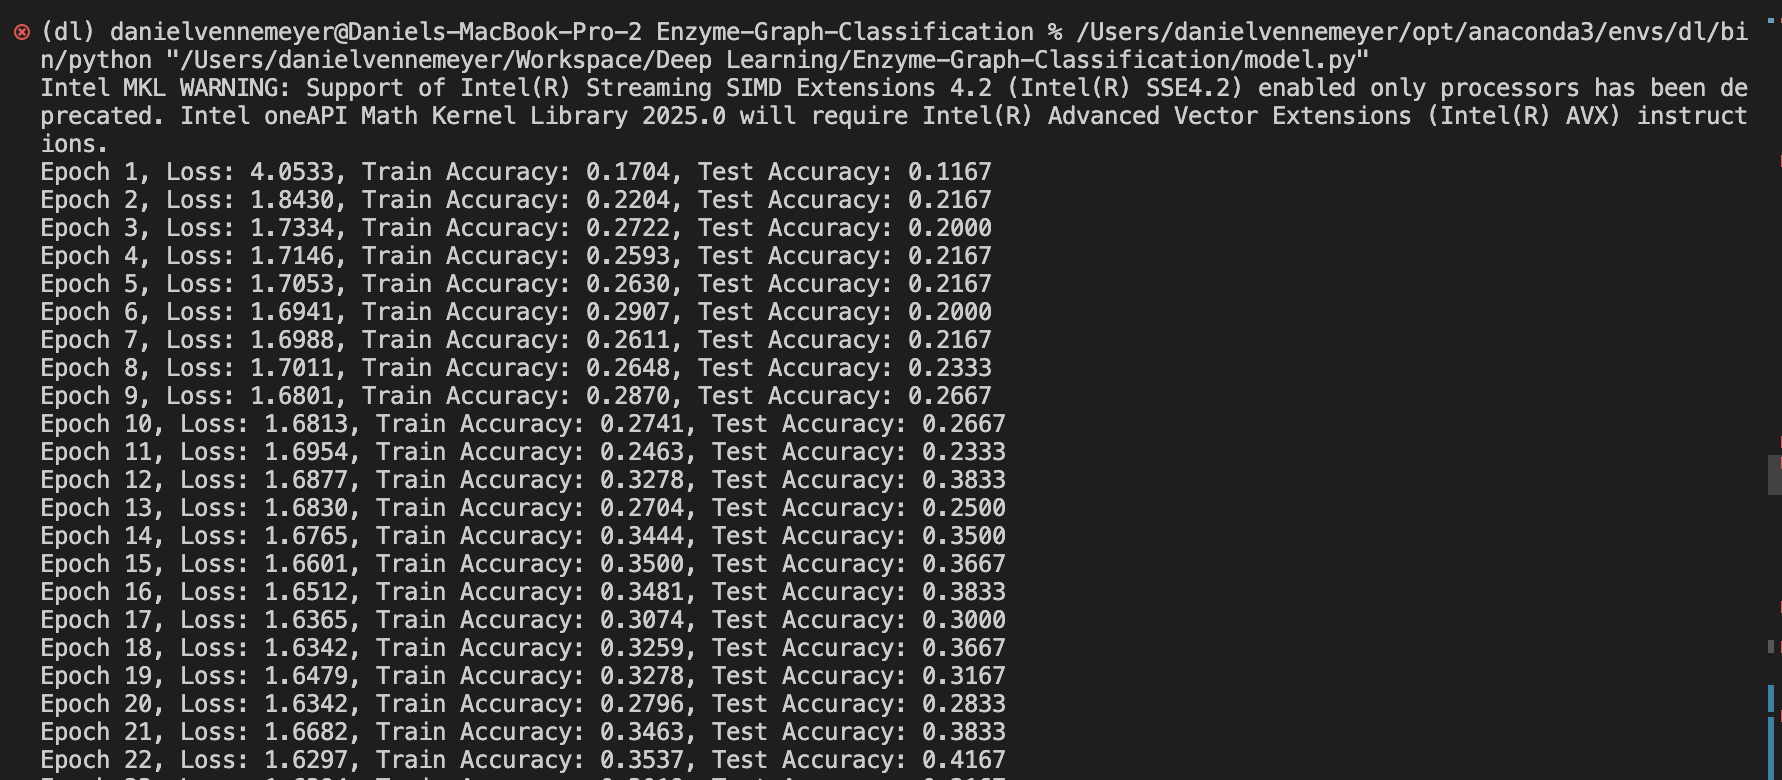 (dl) danielvennemeyer@Daniels-MacBook-Pro-2 Enzyme-Graph-Classification % /Users/danielvennemeyer/opt/anaconda3/envs/dl/bi
n/python "/Users/danielvennemeyer/Workspace/Deep Learning/Enzyme-Graph-Classification/model.py"
Intel MKL WARNING: Support of Intel(R) Streaming SIMD Extensions 4.2 (Intel(R) SSE4.2) enabled only processors has been de
precated. Intel oneAPI Math Kernel Library 2025.0 will require Intel(R) Advanced Vector Extensions (Intel(R) AVX) instruct
ions.
Epoch 1, Loss: 4.0533, Train Accuracy: 0.1704, Test Accuracy: 0.1167
Epoch 2, Loss: 1.8430, Train Accuracy: 0.2204, Test Accuracy: 0.2167
Epoch 3, Loss: 1.7334, Train Accuracy: 0.2722, Test Accuracy: 0.2000
Epoch 4, Loss: 1.7146, Train Accuracy: 0.2593, Test Accuracy: 0.2167
Epoch 5, Loss: 1.7053, Train Accuracy: 0.2630, Test Accuracy: 0.2167
Epoch 6, Loss: 1.6941, Train Accuracy: 0.2907, Test Accuracy: 0.2000
Epoch 7, Loss: 1.6988, Train Accuracy: 0.2611, Test Accuracy: 0.2167
Epoch 8, Loss: 1.7011, Train Accuracy: 0.2648, Test Accuracy: 0.2333
Epoch 9, Loss: 1.6801, Train Accuracy: 0.2870, Test Accuracy: 0.2667
Epoch 10, Loss: 1.6813, Train Accuracy: 0.2741, Test Accuracy: 0.2667
Epoch 11, Loss: 1.6954, Train Accuracy: 0.2463, Test Accuracy: 0.2333
Epoch 12, Loss: 1.6877, Train Accuracy: 0.3278, Test Accuracy: 0.3833
Epoch 13, Loss: 1.6830, Train Accuracy: 0.2704, Test Accuracy: 0.2500
Epoch 14, Loss: 1.6765, Train Accuracy: 0.3444, Test Accuracy: 0.3500
Epoch 15, Loss: 1.6601, Train Accuracy: 0.3500, Test Accuracy: 0.3667
Epoch 16, Loss: 1.6512, Train Accuracy: 0.3481, Test Accuracy: 0.3833
Epoch 17, Loss: 1.6365, Train Accuracy: 0.3074, Test Accuracy: 0.3000
Epoch 18, Loss: 1.6342, Train Accuracy: 0.3259, Test Accuracy: 0.3667
Epoch 19, Loss: 1.6479, Train Accuracy: 0.3278, Test Accuracy: 0.3167
Epoch 20, Loss: 1.6342, Train Accuracy: 0.2796, Test Accuracy: 0.2833
Epoch 21, Loss: 1.6682, Train Accuracy: 0.3463, Test Accuracy: 0.3833
Epoch 22, Loss: 1.6297, Train Accuracy: 0.3537, Test Accuracy: 0.4167